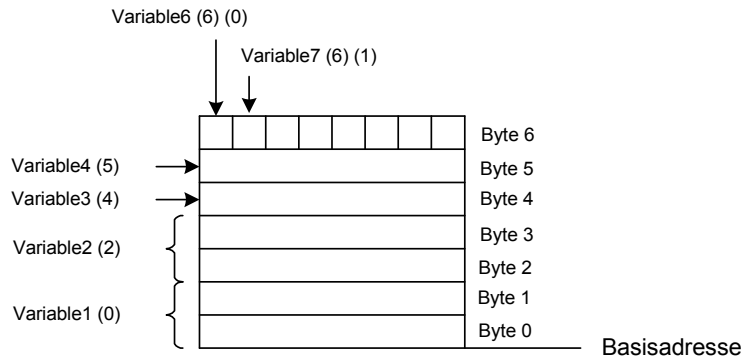 Variable6 (6) (0)
Variable7 (6) (1)
Byte 6
Variable4 (5)
Byte 5
Variable3 (4)
Byte 4
Byte 3
Variable2 (2)
Byte 2
Byte 1
Variable1 (0)
Byte 0
Basisadresse